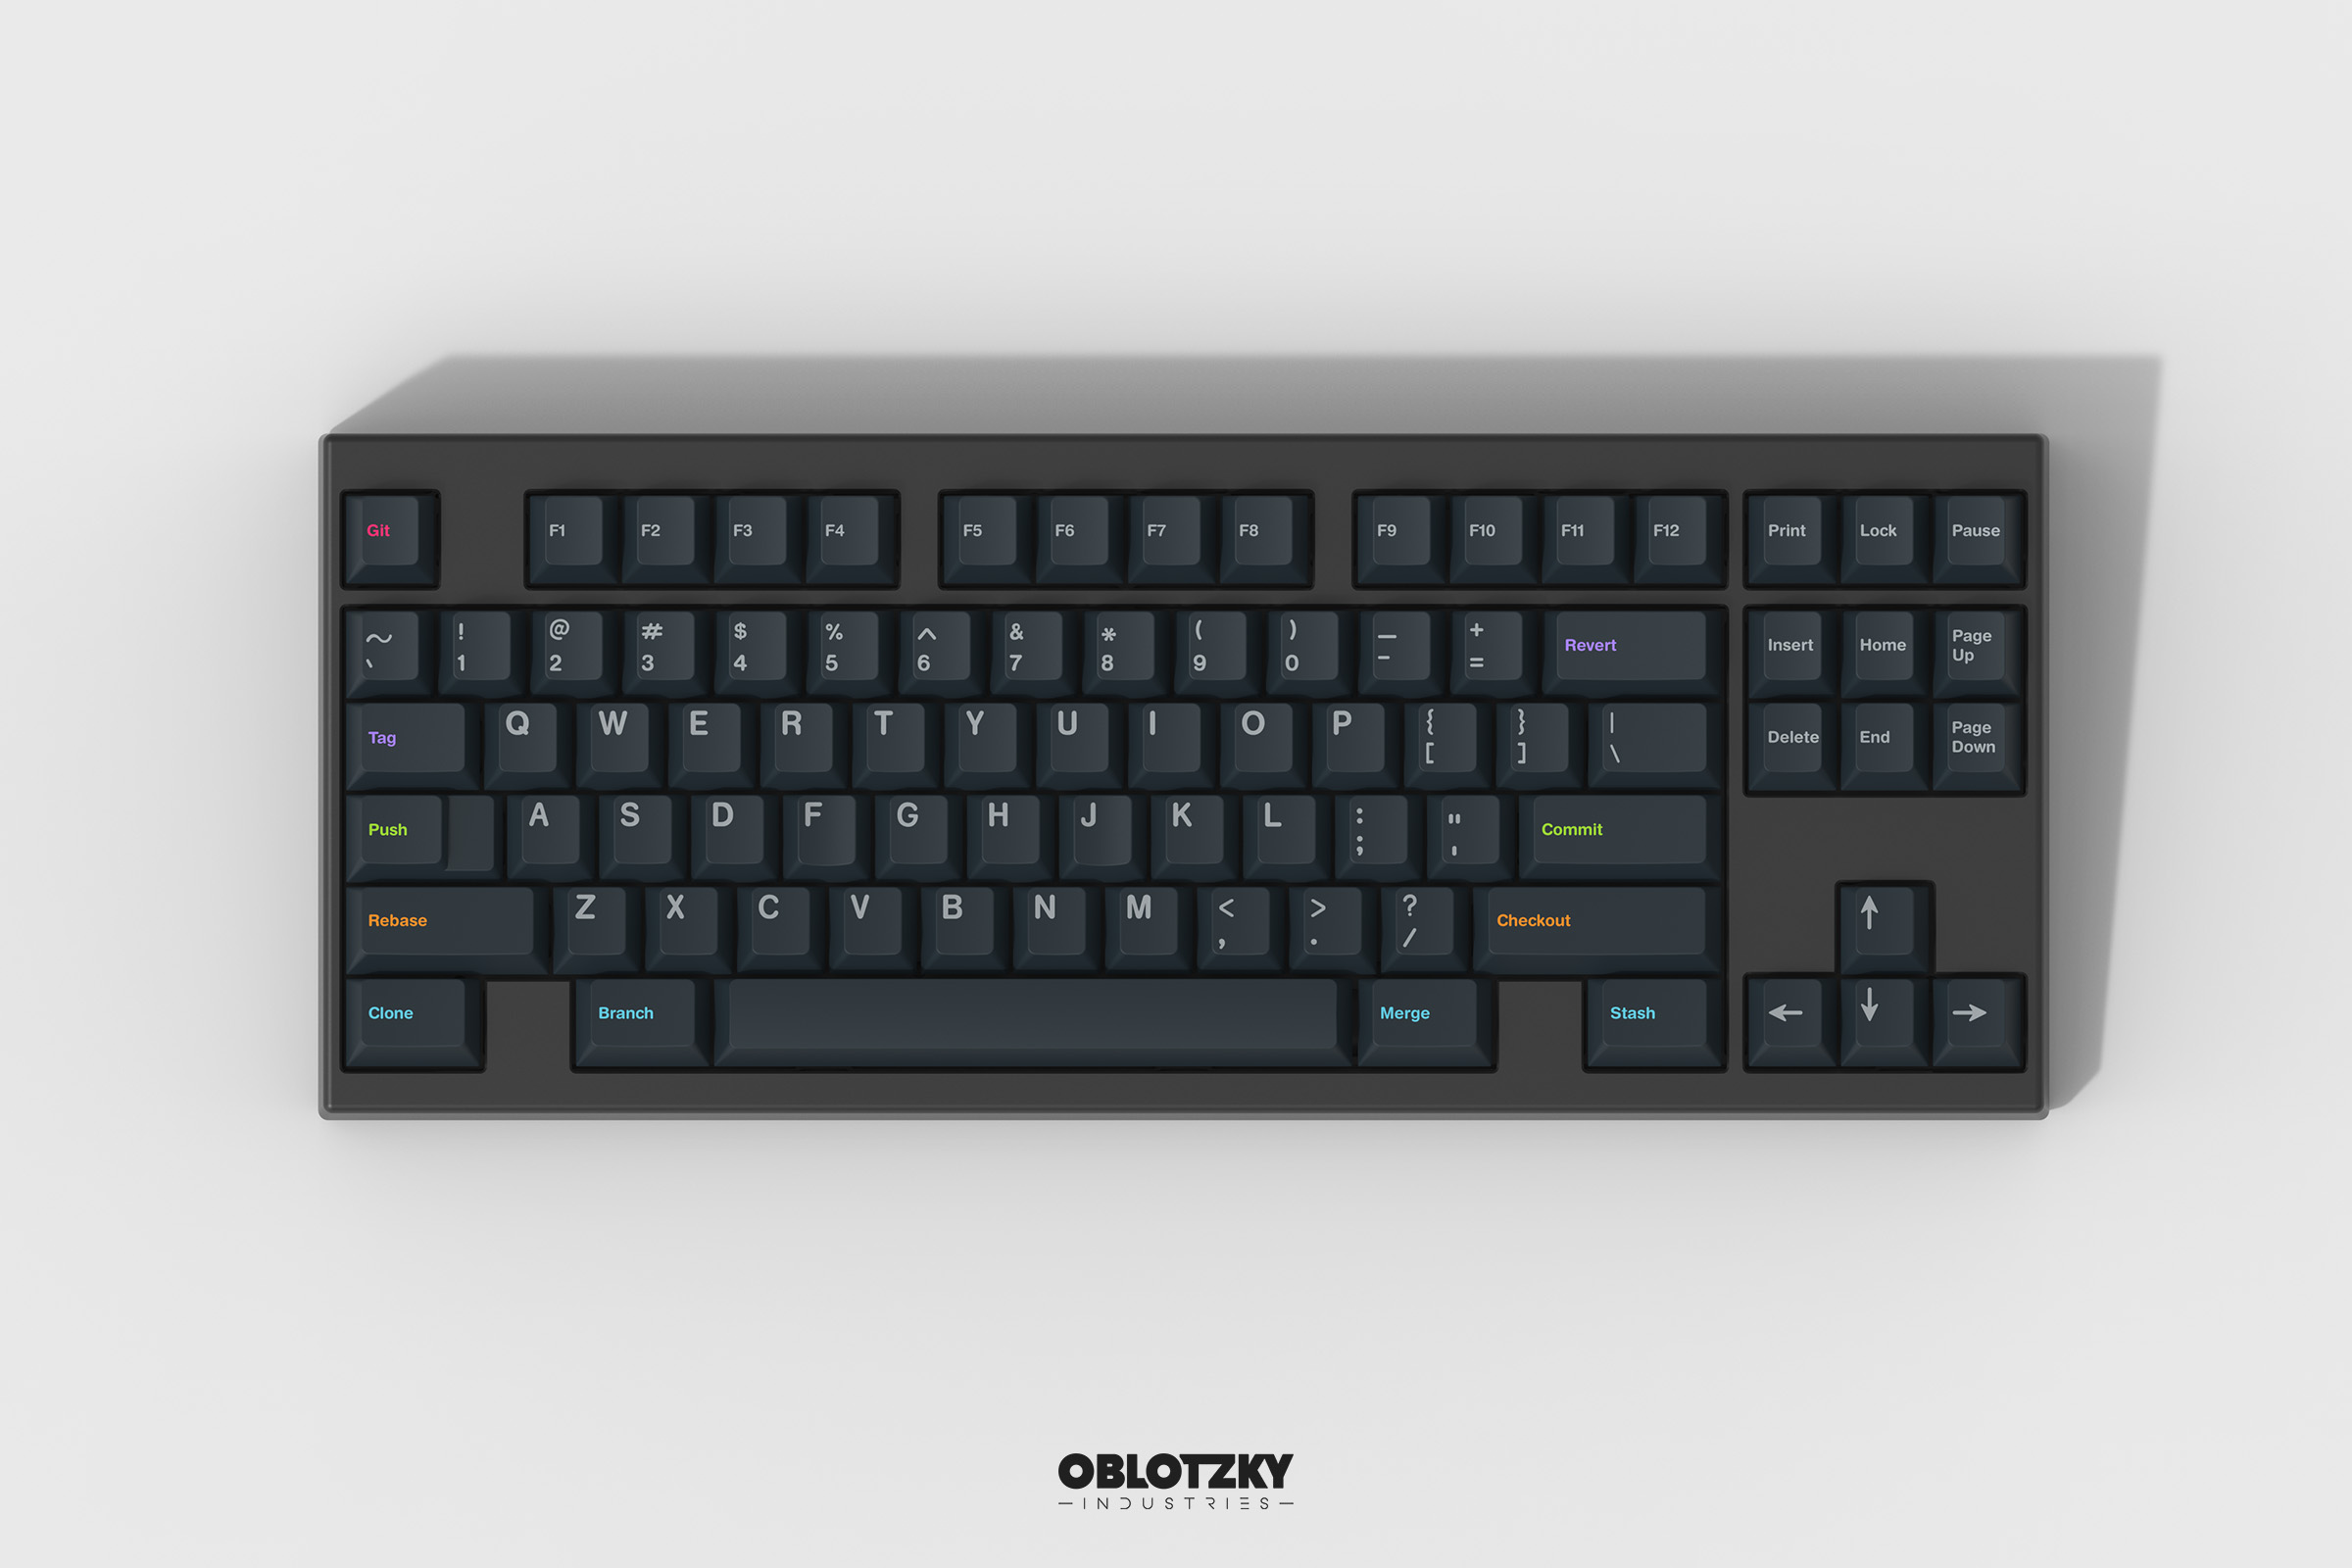 Git F1 F2 F3 F4 F5 F6 F7 F8 F9 F10 F11 F12 Print Lock Pause
~ ! @ # $ % ^ & * ( ) _ + Revert Insert Home Page Up
` 1 2 3 4 5 6 7 8 9 0 - =
Tag Q W E R T Y U I O P { } | Delete End Page Down
[ ] \
Push A S D F G H J K L : " Commit
; '
Rebase Z X C V B N M < > ? Checkout ↑
, . /
Clone Branch Merge Stash ← ↓ →
OBLOTZKY
INDUSTRIES